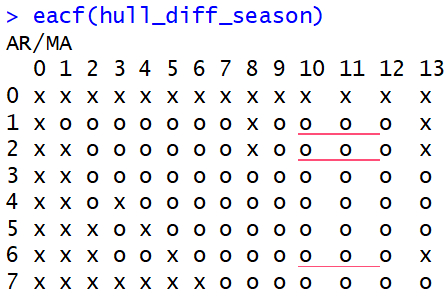 > eacf(hull_diff_season)
AR/MA
  0 1 2 3 4 5 6 7 8 9 10 11 12 13
0 x x x x x x x x x x x  x  x  x
1 x o o o o o o o x o o  o  o  x
2 x x o o o o o o x o o  o  o  x
3 x x o o o o o o o o o  o  o  o
4 x x o x o o o o o o o  o  o  o
5 x x x o x o o o o o o  o  o  o
6 x x x o o x o o o o o  o  o  x
7 x x x x x x x o o o o  o  o  o